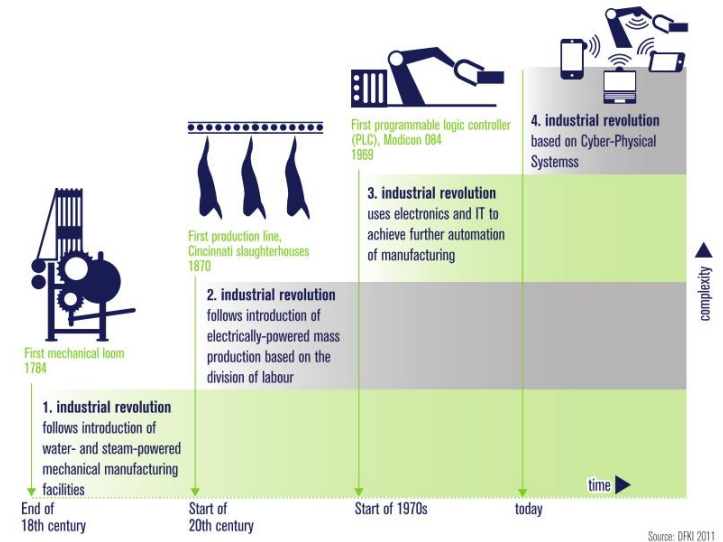 First programmable logic controller
(PLC), Modicon 084
1969
4. industrial revolution
based on Cyber-Physical
Systemss
3. industrial revolution
uses electronics and IT to
achieve further automation
of manufacturing
First production line,
Cincinnati slaughterhouses
1870
2. industrial revolution
follows introduction of
electrically-powered mass
production based on the
division of labour
First mechanical loom
1784
1. industrial revolution
follows introduction of
water- and steam-powered
mechanical manufacturing
facilities
complexity
time
End of
18th century
Start of
20th century
Start of 1970s
today
Source: DFKI 2011